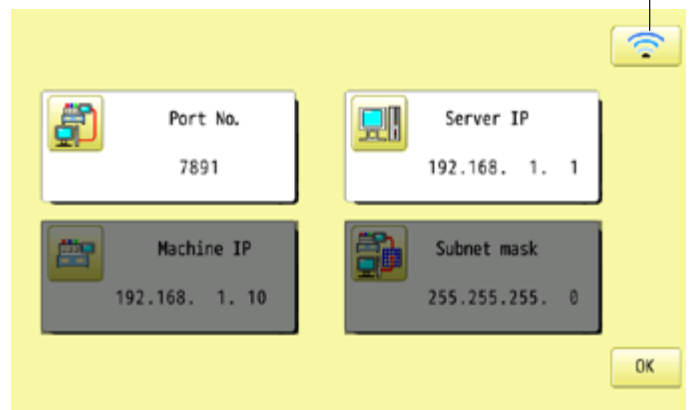 Port No.
7891
Server IP
192.168. 1. 1
Machine IP
192.168. 1. 10
Subnet mask
255.255.255. 0
OK